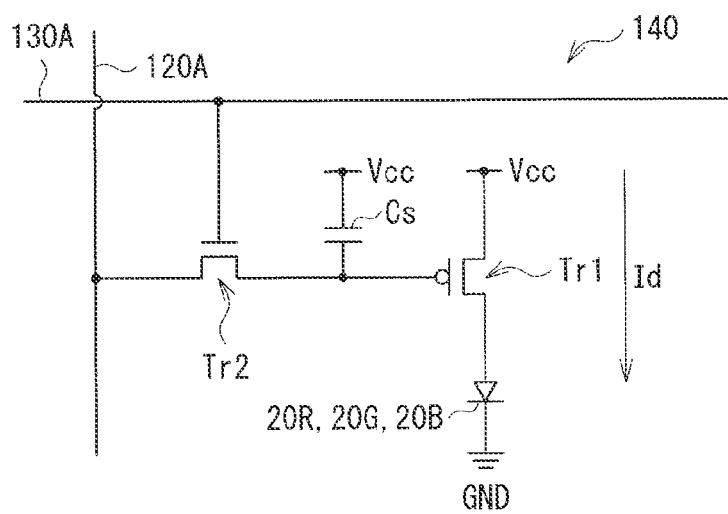 130A
120A
140
Vcc
Vcc
Cs
Tr1
Id
Tr2
20R, 20G, 20B
GND